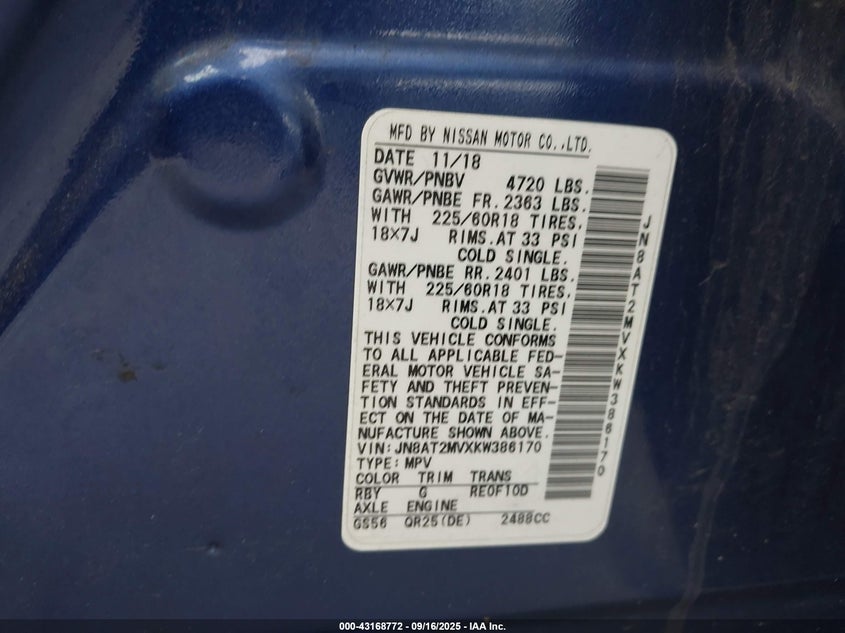 MFD BY NISSAN MOTOR CO.,LTD.
DATE 11/18
GVWR/PNBV 4720 LBS.
GAWR/PNBE FR. 2363 LBS.
WITH 225/60R18 TIRES,
18X7J RIMS.AT 33 PSI
COLD SINGLE.
GAWR/PNBE RR. 2401 LBS.
WITH 225/60R18 TIRES,
18X7J RIMS.AT 33 PSI
COLD SINGLE.
THIS VEHICLE CONFORMS
TO ALL APPLICABLE FED-
ERAL MOTOR VEHICLE SA-
FETY AND THEFT PREVEN-
TION STANDARDS IN EFF-
ECT ON THE DATE OF MA-
NUFACTURE SHOWN ABOVE.
VIN:JN8AT2MVXKW386170
TYPE:MPV
COLOR TRIM TRANS
RBY G RE0F10D
AXLE ENGINE
GS56 QR25(DE) 2488CC
JN8AT2MVXKW386170
000-43168772 - 09/16/2025 - IAA Inc.